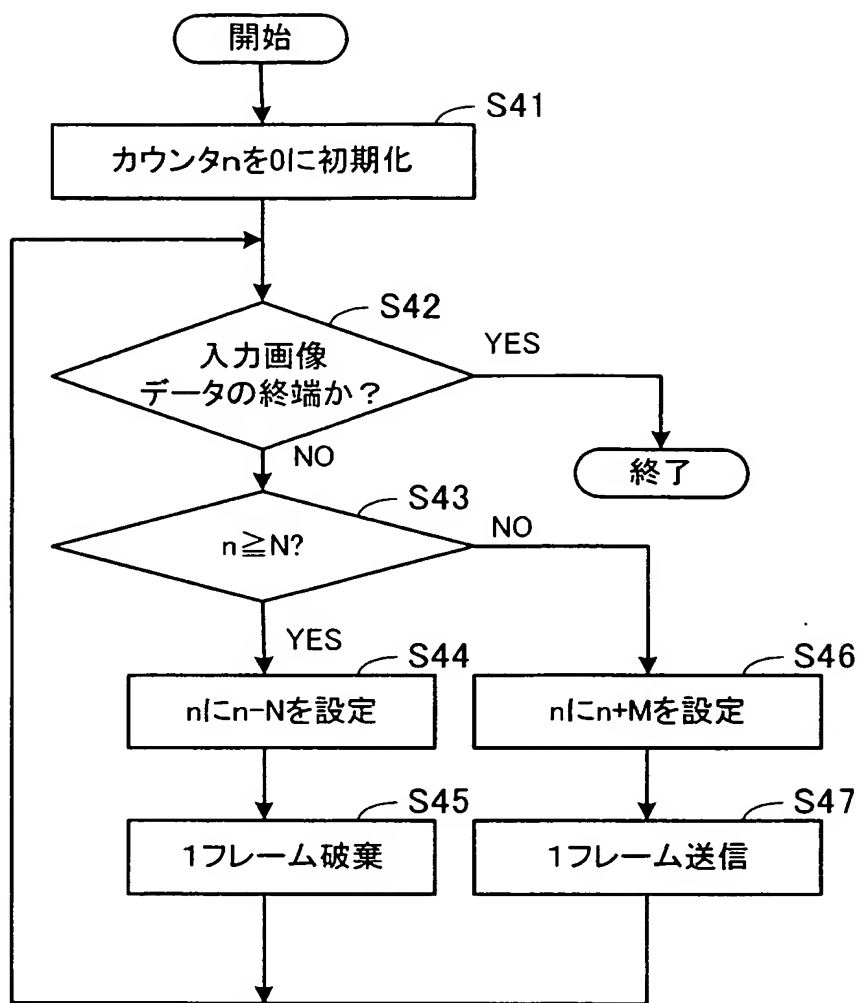 開始
S41
カウンタnを0に初期化
S42
入力画像
データの終端か？
YES
NO
終了
S43
n≧N?
NO
YES
S44
nにn-Nを設定
S46
nにn+Mを設定
S45
1フレーム破棄
S47
1フレーム送信